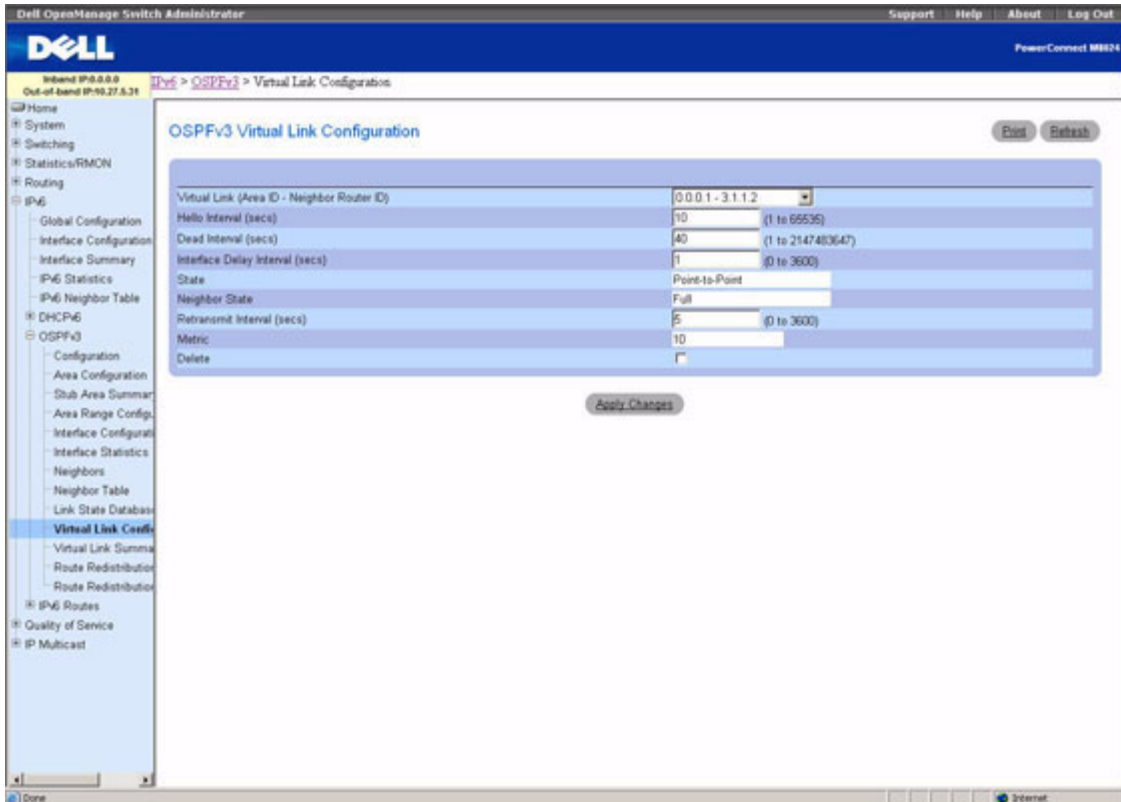 Dell OpenManage Switch Administrator
Support Help About Log Out
DELL
PowerConnect M8024
Inband IP:0.0.0.0
Out-of-band IP:10.27.5.31
IPv6 > OSPFv3 > Virtual Link Configuration
Home
System
Switching
Statistics/RMON
Routing
IPv6
Global Configuration
Interface Configuration
Interface Summary
IPv6 Statistics
IPv6 Neighbor Table
DHCPv6
OSPFv3
Configuration
Area Configuration
Stub Area Summar
Area Range Configu
Interface Configurati
Interface Statistics
Neighbors
Neighbor Table
Link State Databas
Virtual Link Confi
Virtual Link Summa
Route Redistribution
Route Redistribution
IPv6 Routes
Quality of Service
IP Multicast
OSPFv3 Virtual Link Configuration
Print Refresh
Virtual Link (Area ID - Neighbor Router ID) 0.0.0.1 - 3.1.1.2
Hello Interval (secs) 10 (1 to 65535)
Dead Interval (secs) 40 (1 to 2147483647)
Interface Delay Interval (secs) 1 (0 to 3600)
State Point-to-Point
Neighbor State Full
Retransmit Interval (secs) 5 (0 to 3600)
Metric 10
Delete
Apply Changes
Done
Internet